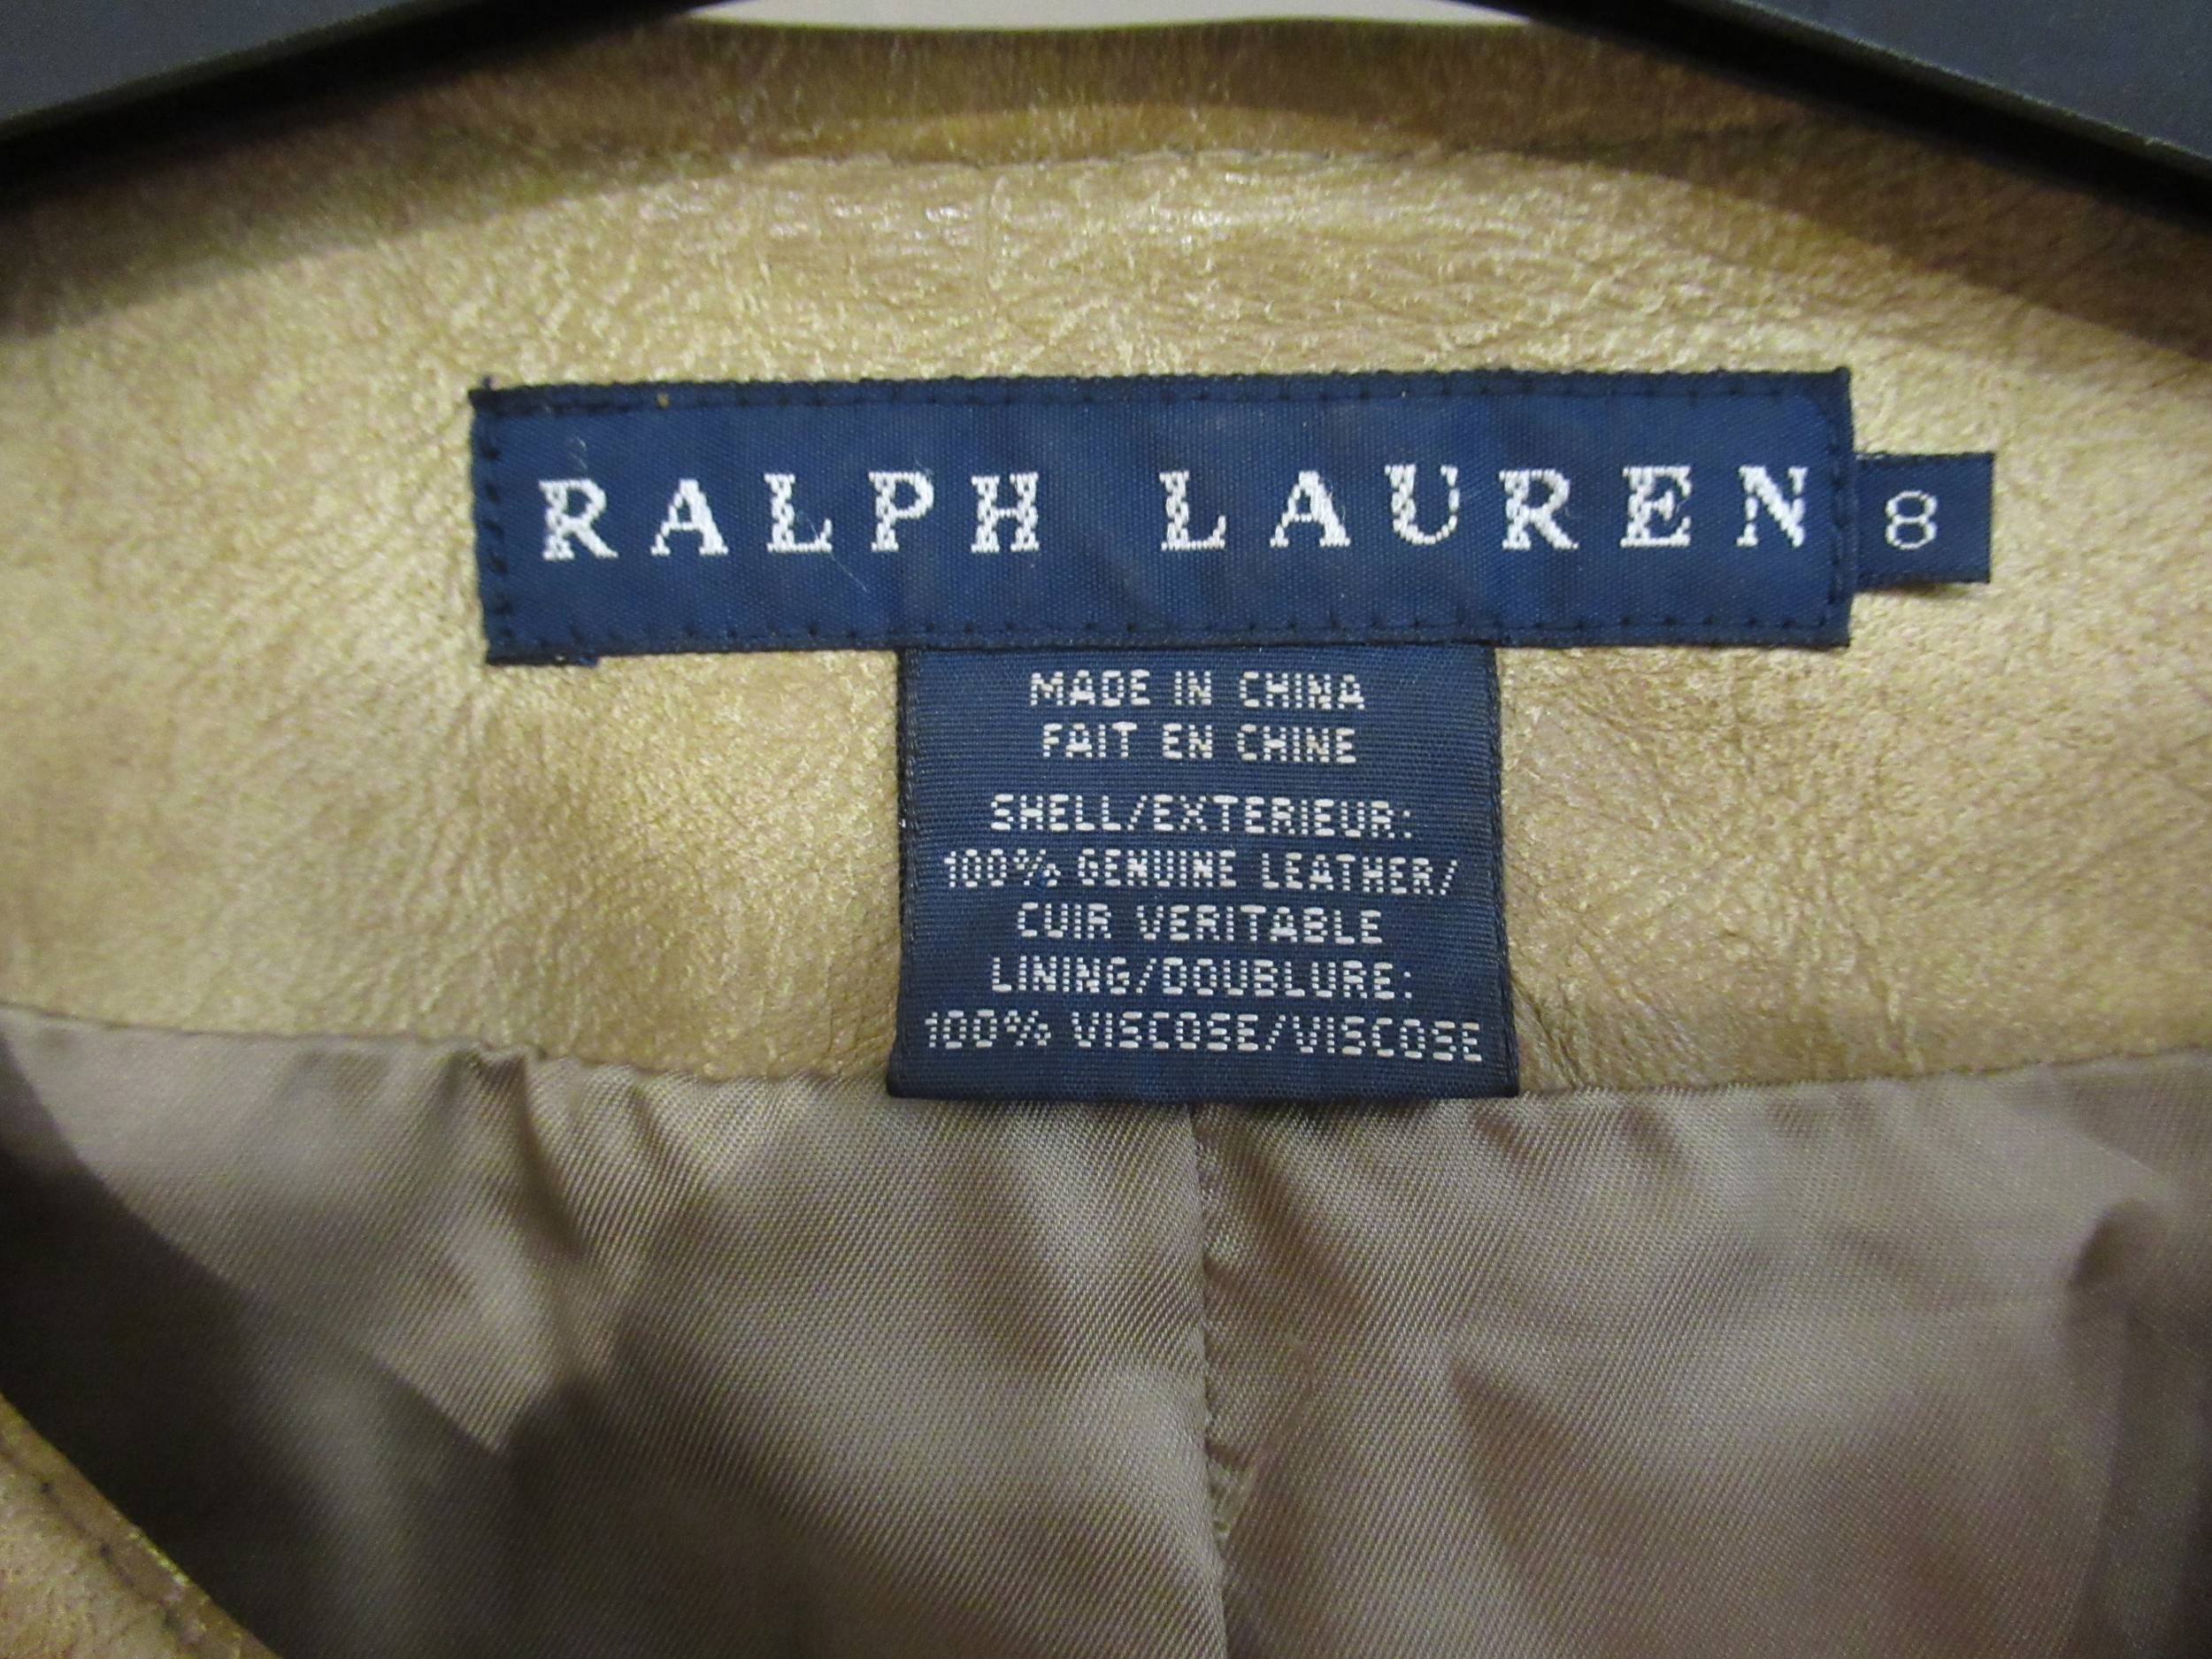 RALPH LAUREN
8
MADE IN CHINA
FAIT EN CHINE
SHELL/EXTERIEUR:
100% GENUINE LEATHER/
CUIR VERITABLE
LINING/DOUBLURE:
100% VISCOSE/VISCOSE